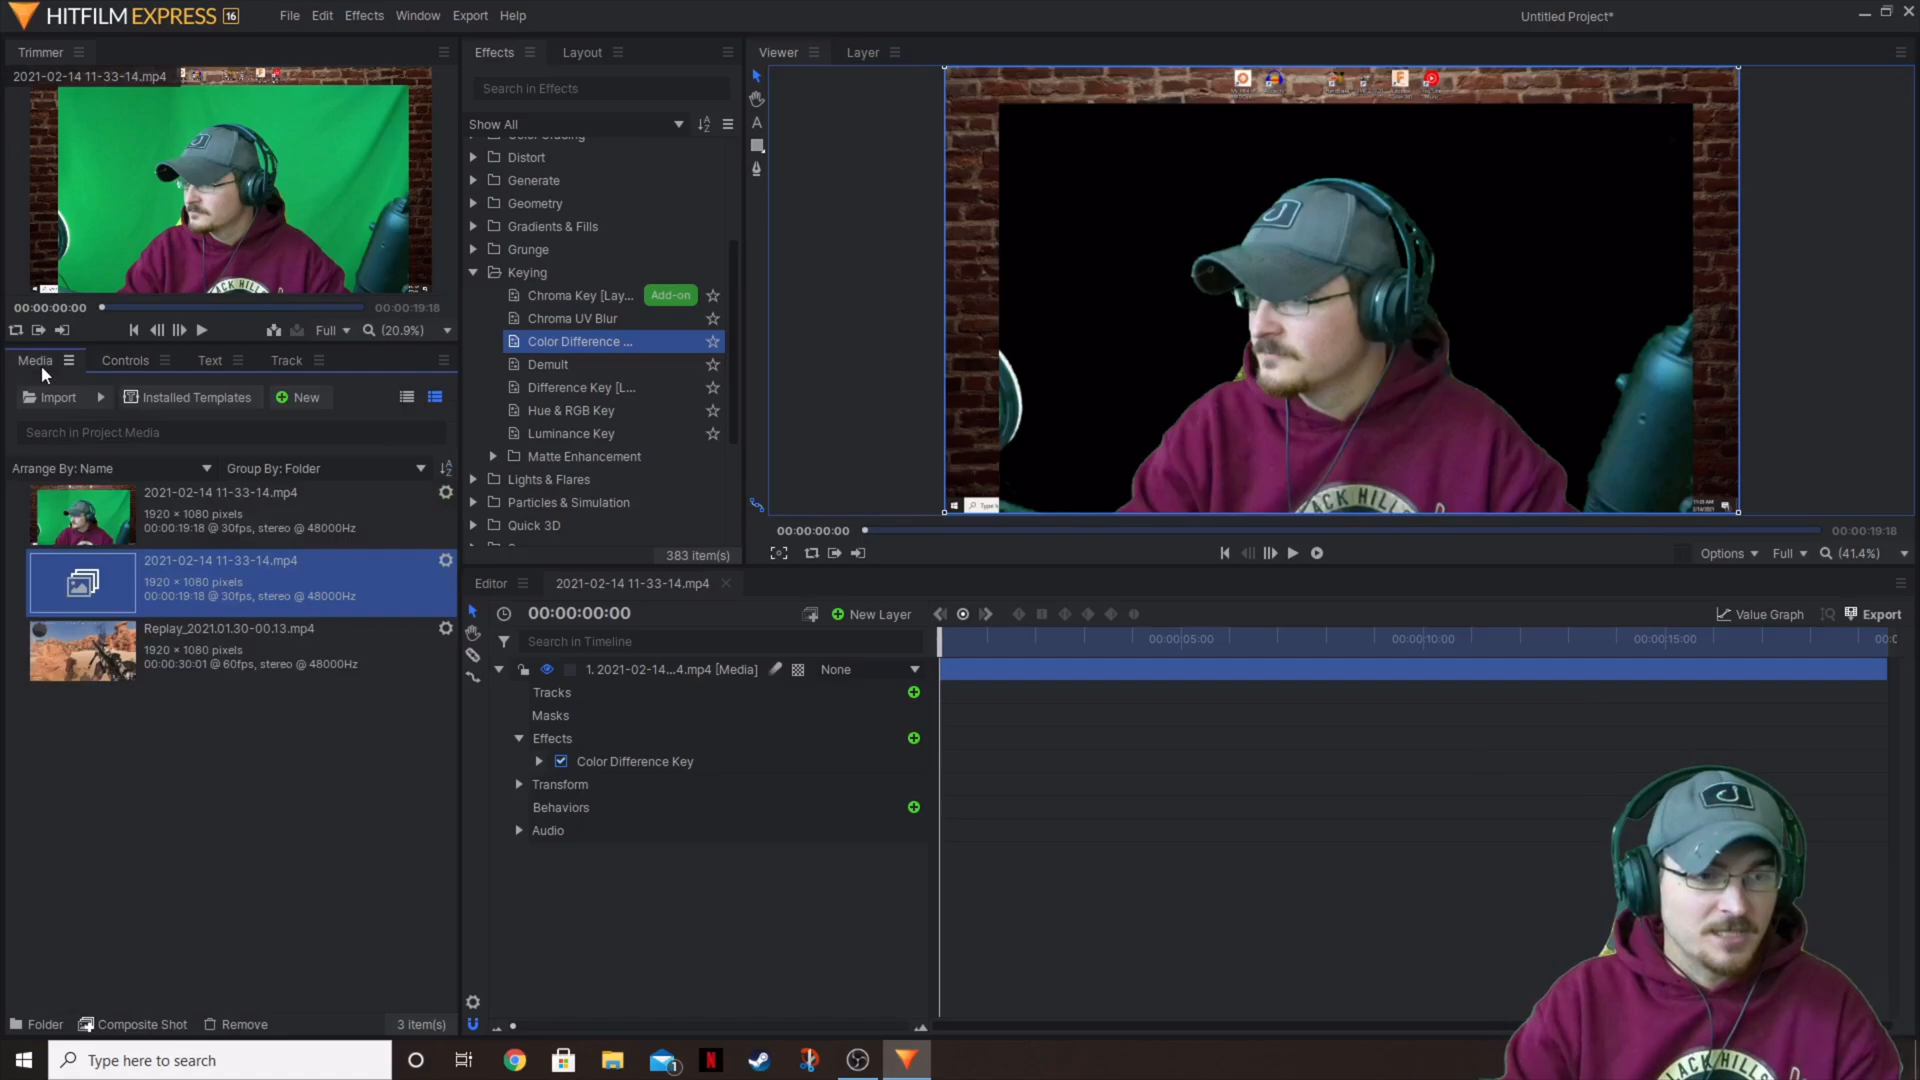 HITFILM EXPRESS 16
File Edit Effects Window Export Help
Untitled Project*
Trimmer
2021-02-14 11-33-14.mp4
00:00:00:00
00:00:19:18
Full
(20.9%)
Media
Controls
Text
Track
Import
Installed Templates
New
Search in Project Media
Arrange By: Name
Group By: Folder
2021-02-14 11-33-14.mp4
1920 × 1080 pixels
00:00:19:18 @ 30fps, stereo @ 48000Hz
2021-02-14 11-33-14.mp4
1920 × 1080 pixels
00:00:19:18 @ 30fps, stereo @ 48000Hz
Replay_2021.01.30-00.13.mp4
1920 × 1080 pixels
00:00:30:01 @ 60fps, stereo @ 48000Hz
Folder
Composite Shot
Remove
3 item(s)
Effects
Layout
Search in Effects
Show All
Color Grading
Distort
Generate
Geometry
Gradients & Fills
Grunge
Keying
Chroma Key [Lay...
Add-on
Chroma UV Blur
Color Difference ...
Demult
Difference Key [L...
Hue & RGB Key
Luminance Key
Matte Enhancement
Lights & Flares
Particles & Simulation
Quick 3D
383 item(s)
Viewer
Layer
LACK HILLS
00:00:00:00
00:00:19:18
Options
Full
(41.4%)
Editor
2021-02-14 11-33-14.mp4
00:00:00:00
New Layer
Value Graph
Export
Search in Timeline
00:00:05:00
00:00:10:00
00:00:15:00
1. 2021-02-14...4.mp4 [Media]
None
Tracks
Masks
Effects
Color Difference Key
Transform
Behaviors
Audio
LACK HILLS
Type here to search
1